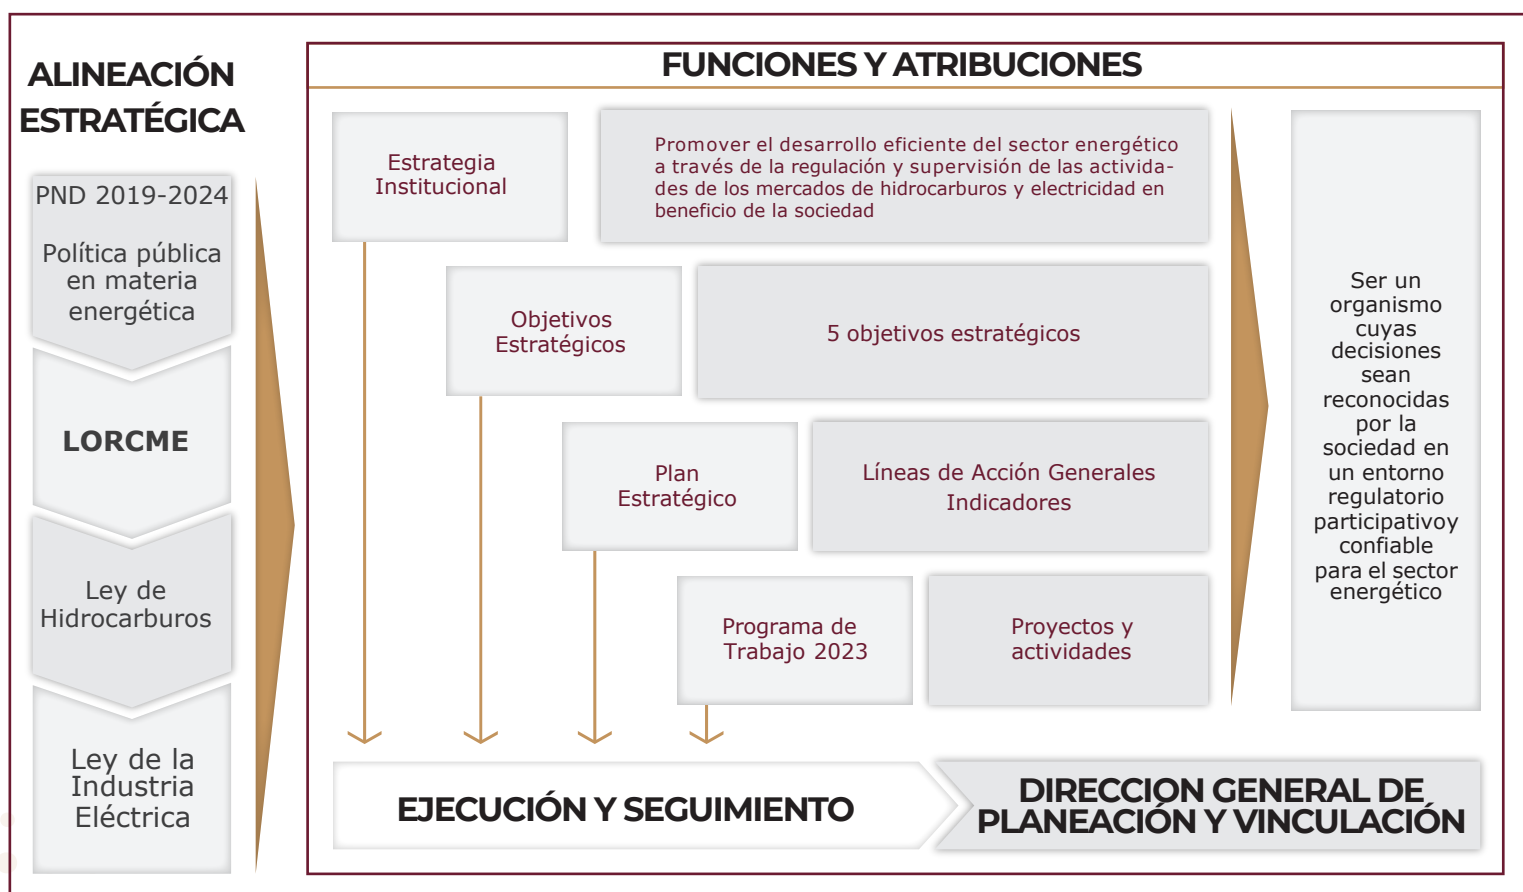 ALINEACIÓN
ESTRATÉGICA
PND 2019-2024
Política pública
en materia
energética
LORCME
Ley de
Hidrocarburos
Ley de la
Industria
Eléctrica
FUNCIONES Y ATRIBUCIONES
Estrategia
Institucional
Promover el desarrollo eficiente del sector energético
a través de la regulación y supervisión de las activida-
des de los mercados de hidrocarburos y electricidad en
beneficio de la sociedad
Objetivos
Estratégicos
5 objetivos estratégicos
Plan
Estratégico
Líneas de Acción Generales
Indicadores
Programa de
Trabajo 2023
Proyectos y
actividades
Ser un
organismo
cuyas
decisiones
sean
reconocidas
por la
sociedad en
un entorno
regulatorio
participativoy
confiable
para el sector
energético
EJECUCIÓN Y SEGUIMIENTO
DIRECCION GENERAL DE
PLANEACIÓN Y VINCULACIÓN